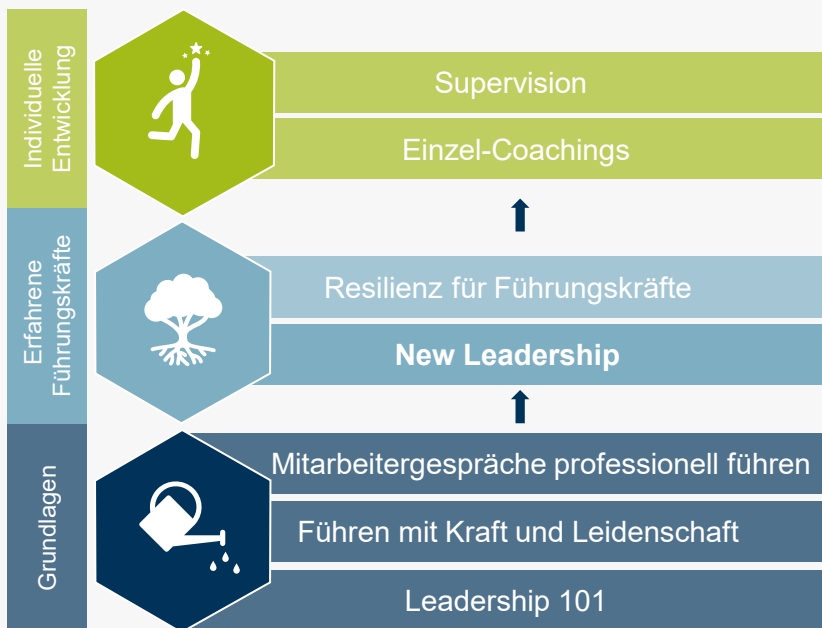 Individuelle
Entwicklung
Supervision
Einzel-Coachings
Erfahrene
Führungskräfte
Resilienz für Führungskräfte
New Leadership
Grundlagen
Mitarbeitergespräche professionell führen
Führen mit Kraft und Leidenschaft
Leadership 101